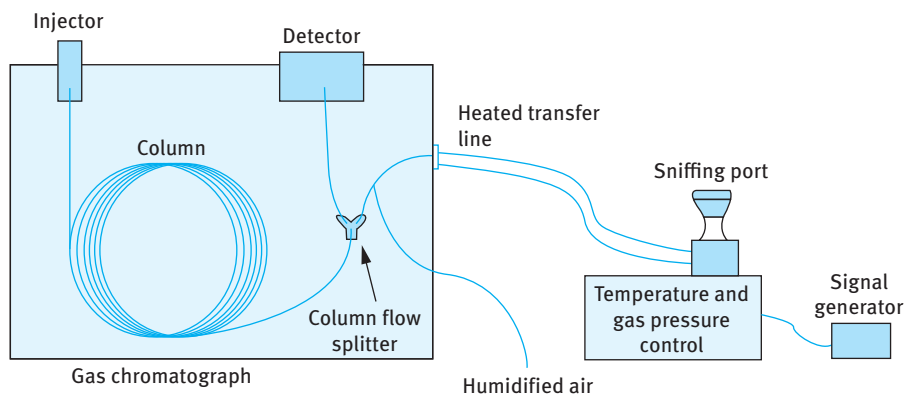 Injector
Detector
Column
Heated transfer
line
Sniffing port
Column flow
splitter
Temperature and
gas pressure
control
Signal
generator
Gas chromatograph
Humidified air